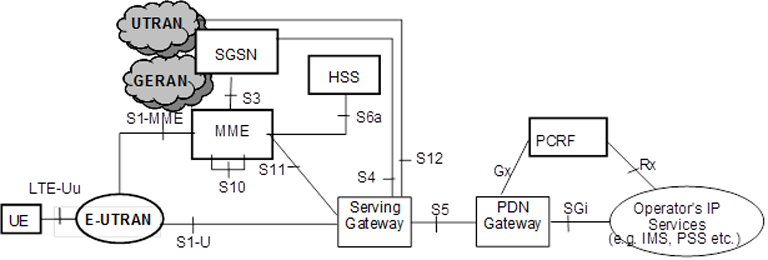 UTRAN
SGSN
GERAN
HSS
S3
S1-MME
S6a
MME
PCRF
S12
S11
S4
Gx
Rx
S10
LTE-Uu
UE
E-UTRAN
Serving
Gateway
S5
PDN
Gateway
SGi
Operator's IP
Services
(e.g. IMS, PSS etc.)
S1-U